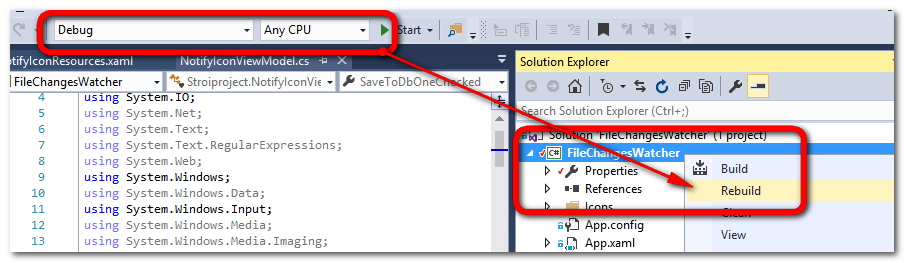 Debug Any CPU Start
NotifyIconResources.xaml NotifyIconViewModel.cs
FileChangesWatcher Stroiproject.NotifyIconVie SaveToDbOneChecked
4 using System.IO;
5 using System.Net;
6 using System.Text;
7 using System.Text.RegularExpressions;
8 using System.Web;
9 using System.Windows;
10 using System.Windows.Data;
11 using System.Windows.Input;
12 using System.Windows.Media;
13 using System.Windows.Media.Imaging;
Solution Explorer
Search Solution Explorer (Ctrl+;)
Solution 'FileChangesWatcher' (1 project)
C# FileChangesWatcher
Properties
References
Icons
App.config
App.xaml
Build
Rebuild
Clean
View